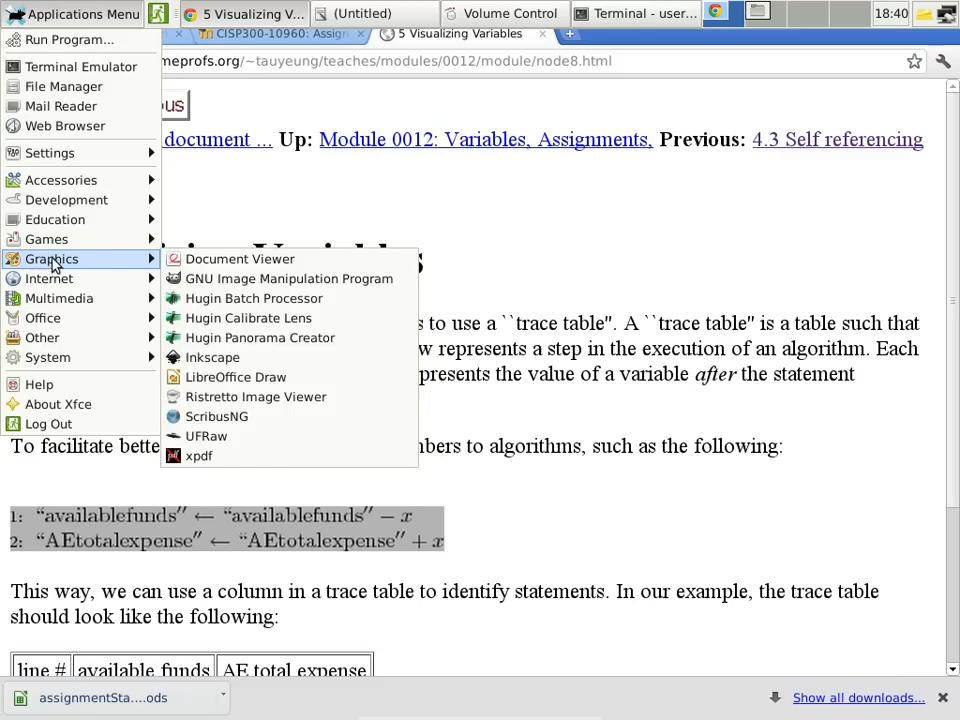 Applications Menu
5 Visualizing V...
(Untitled)
Volume Control
Terminal - user...
18:40
CISP300-10960: Assign
5 Visualizing Variables
meprofs.org/~tauyeung/teaches/modules/0012/module/node8.html
Run Program...
Terminal Emulator
File Manager
Mail Reader
Web Browser
Settings
Accessories
Development
Education
Games
Graphics
Internet
Multimedia
Office
Other
System
Help
About Xfce
Log Out
Document Viewer
GNU Image Manipulation Program
Hugin Batch Processor
Hugin Calibrate Lens
Hugin Panorama Creator
Inkscape
LibreOffice Draw
Ristretto Image Viewer
ScribusNG
UFRaw
xpdf
us
document ... Up: Module 0012: Variables, Assignments, Previous: 4.3 Self referencing
s to use a ``trace table". A ``trace table" is a table such that
w represents a step in the execution of an algorithm. Each
presents the value of a variable after the statement
To facilitate bette
bers to algorithms, such as the following:
1: “availablefunds” ← “availablefunds” − x
2: “AEtotalexpense” ← “AEtotalexpense” + x
This way, we can use a column in a trace table to identify statements. In our example, the trace table
should look like the following:
line # available funds AE total expense
assignmentSta....ods
Show all downloads...